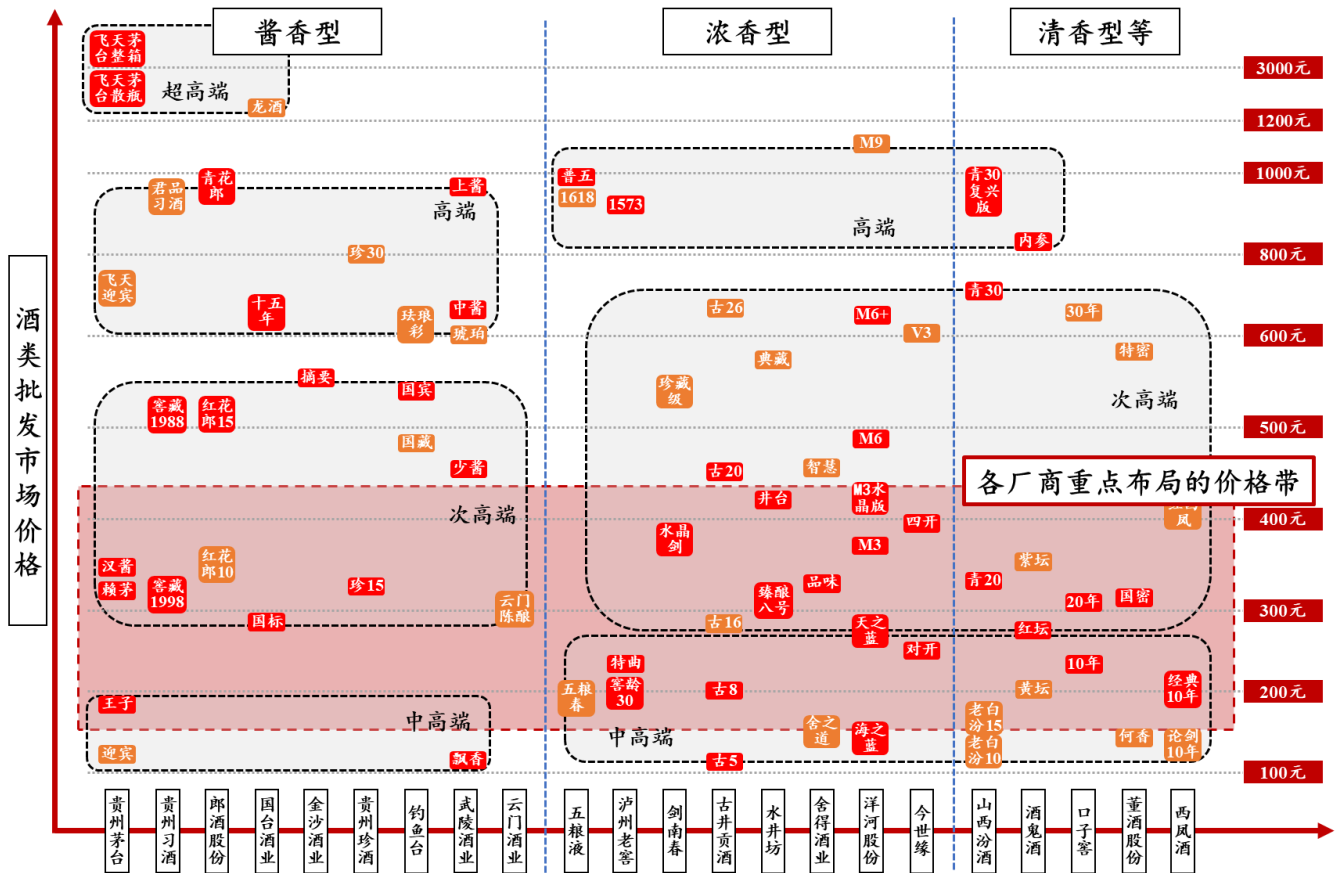 酱香型
浓香型
清香型等
飞天茅
台整箱
飞天茅
台散瓶
超高端
龙酒
3000元
1200元
M9
1000元
君品
习酒
青花
郎
上酱
高端
普五
1618
1573
高端
青30
复兴
版
内参
800元
珍30
飞天
迎宾
十五
年
珐琅
彩
中酱
琥珀
古26
M6+
V3
青30
30年
特密
600元
典藏
珍藏
级
次高端
摘要
国宾
窖藏
1988
红花
郎15
国藏
少酱
500元
M6
古20
智慧
井台
M3水
晶版
各厂商重点布局的价格带
次高端
水晶
剑
四开
凤
400元
M3
汉酱
赖茅
窖藏
1998
红花
郎10
珍15
国标
云门
陈酿
品味
臻酿
八号
青20
紫坛
20年
国密
300元
古16
天之
蓝
红坛
对开
特曲
窖龄
30
五粮
春
古8
10年
黄坛
经典
10年
200元
王子
中高端
迎宾
飘香
中高端
古5
舍之
道
海之
蓝
老白
汾15
老白
汾10
何香
论剑
10年
100元
酒类批发市场价格
贵州茅台
贵州习酒
郎酒股份
国台酒业
金沙酒业
贵州珍酒
钓鱼台
武陵酒业
云门酒业
五粮液
泸州老窖
剑南春
古井贡酒
水井坊
舍得酒业
洋河股份
今世缘
山西汾酒
酒鬼酒
口子窖
董酒股份
西凤酒